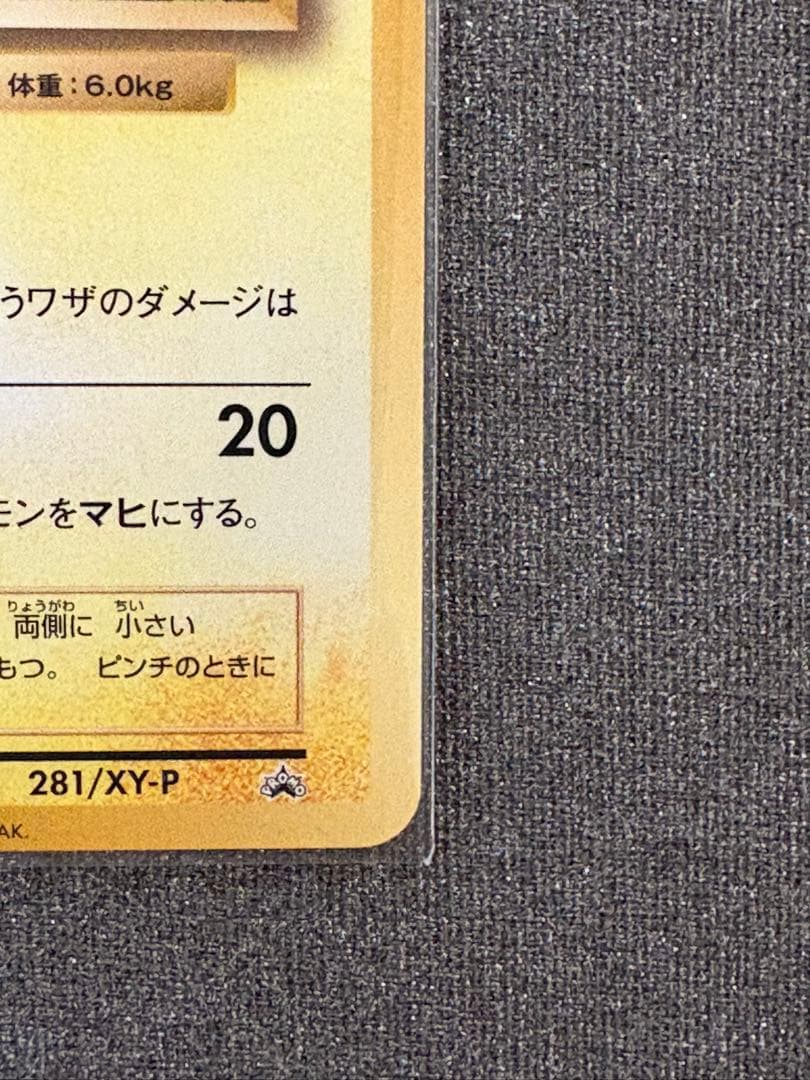 体重：6.0kg
うワザのダメージは
20
モンをマヒにする。
りょうがわ ちい
両側に 小さい
もつ。 ピンチのときに
281/XY-P
AK.